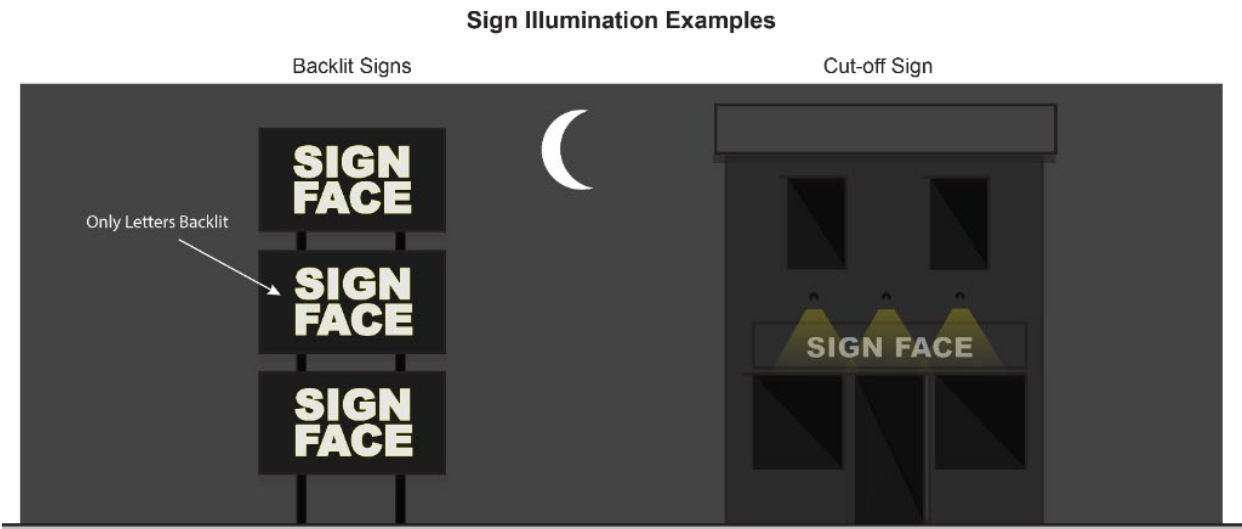 Sign Illumination Examples
Backlit Signs
Cut-off Sign
SIGN
FACE
Only Letters Backlit
SIGN
FACE
SIGN
FACE
SIGN FACE